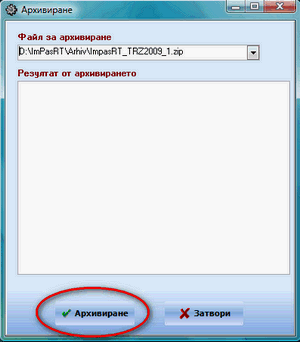 Архивиране
Файл за архивиране
D:\ImPasRT\Arhiv\ImpasRT_TRZ2009_1.zip
Резултат от архивирането
Архивиране
Затвори